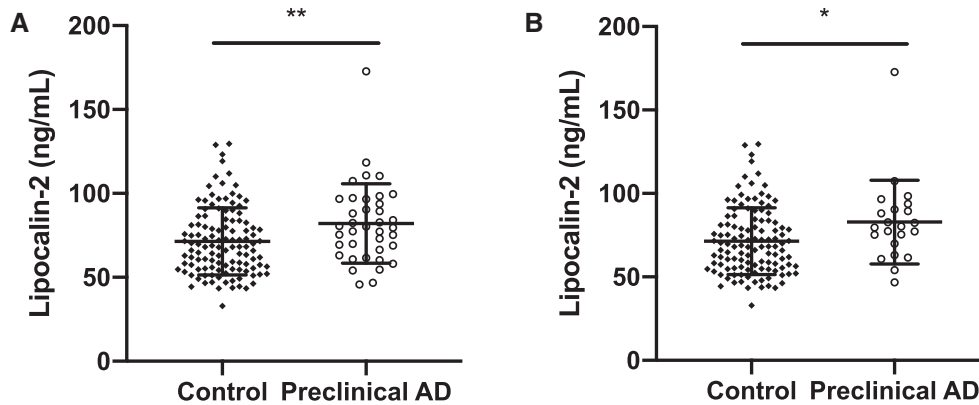 A
**
200
150
100
50
0
Lipocalin-2 (ng/mL)
Control Preclinical AD
B
*
200
150
100
50
0
Lipocalin-2 (ng/mL)
Control Preclinical AD